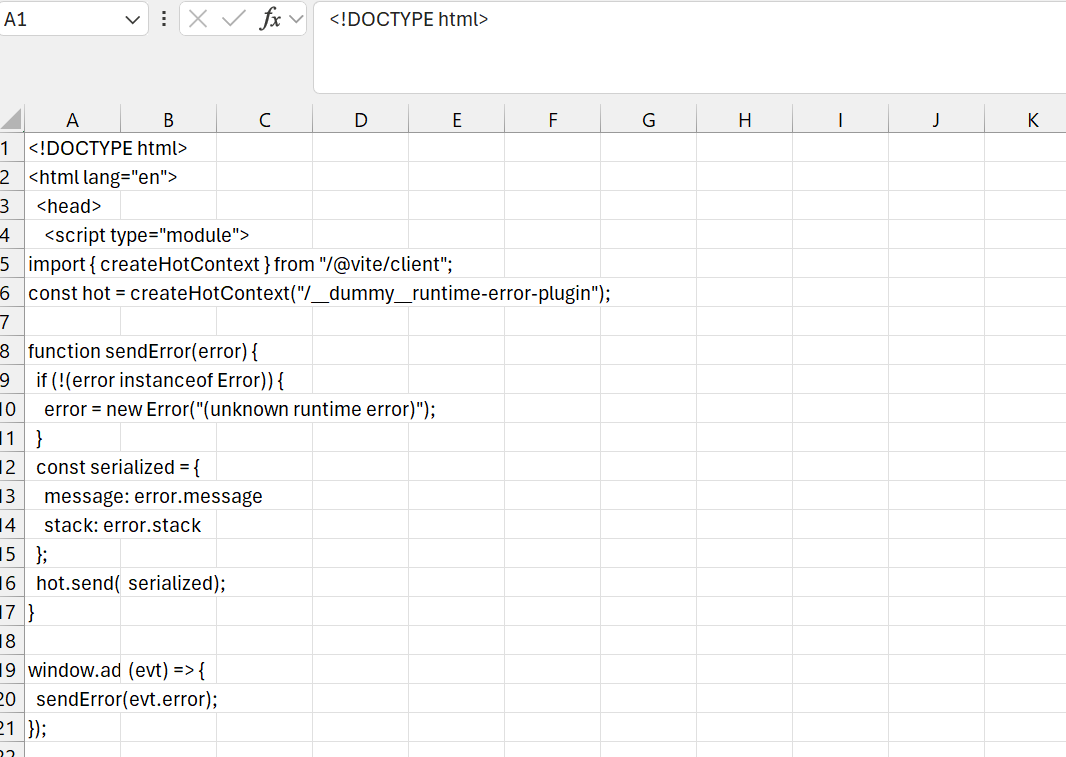 A1 fx <!DOCTYPE html>
A B C D E F G H I J K
1 <!DOCTYPE html>
2 <html lang="en">
3 <head>
4 <script type="module">
5 import { createHotContext } from "/@vite/client";
6 const hot = createHotContext("/__dummy__runtime-error-plugin");
7
8 function sendError(error) {
9 if (!(error instanceof Error)) {
10 error = new Error("(unknown runtime error)");
11 }
12 const serialized = {
13 message: error.message
14 stack: error.stack
15 };
16 hot.send( serialized);
17 }
18
19 window.ad (evt) => {
20 sendError(evt.error);
21 });
22